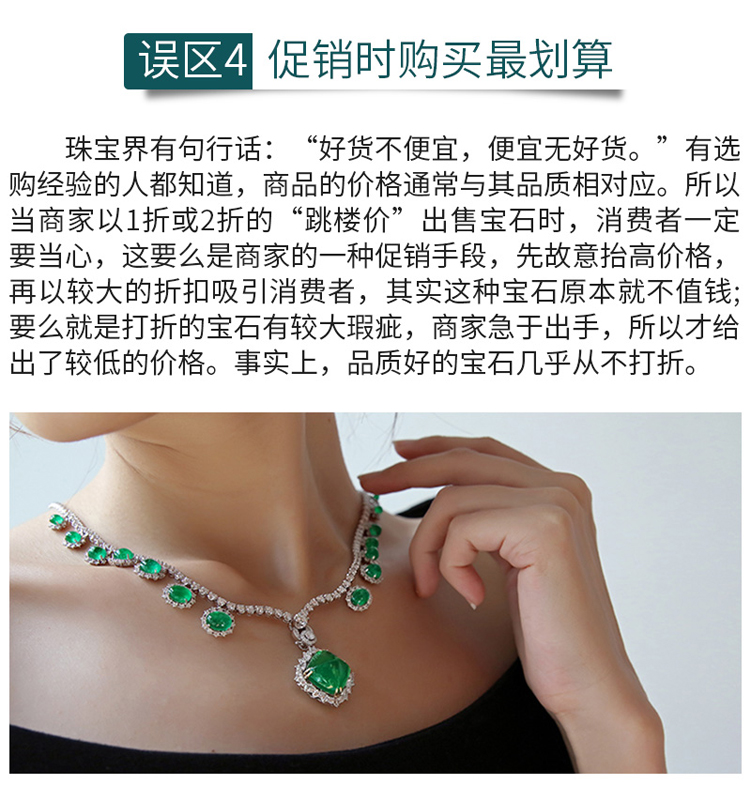 误区4 促销时购买最划算
珠宝界有句行话：“好货不便宜，便宜无好货。”有选
购经验的人都知道，商品的价格通常与其品质相对应。所以
当商家以1折或2折的“跳楼价”出售宝石时，消费者一定
要当心，这要么是商家的一种促销手段，先故意抬高价格，
再以较大的折扣吸引消费者，其实这种宝石原本就不值钱;
要么就是打折的宝石有较大瑕疵，商家急于出手，所以才给
出了较低的价格。事实上，品质好的宝石几乎从不打折。